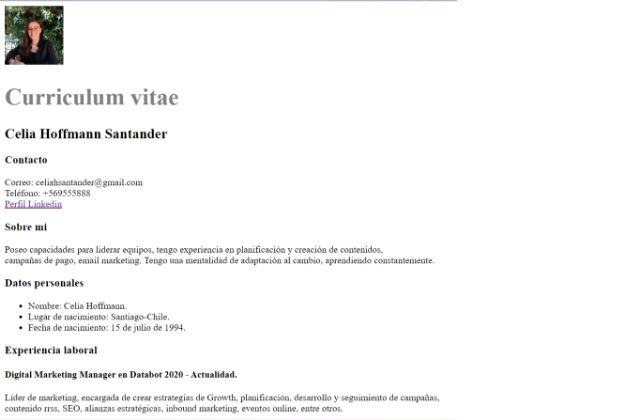 Curriculum vitae
Celia Hoffmann Santander
Contacto
Correo: celiahsantander@gmail.com
Teléfono: +569555888
Perfil Linkedin
Sobre mi
Poseo capacidades para liderar equipos, tengo experiencia en planificación y creación de contenidos,
campañas de pago, email marketing. Tengo una mentalidad de adaptación al cambio, aprendiendo constantemente.
Datos personales
• Nombre: Celia Hoffmann.
• Lugar de nacimiento: Santiago-Chile.
• Fecha de nacimiento: 15 de julio de 1994.
Experiencia laboral
Digital Marketing Manager en Databot 2020 - Actualidad.
Líder de marketing, encargada de crear estrategias de Growth, planificación, desarrollo y seguimiento de campañas,
contenido rrss, SEO, alianzas estratégicas, inbound marketing, eventos online, entre otros.